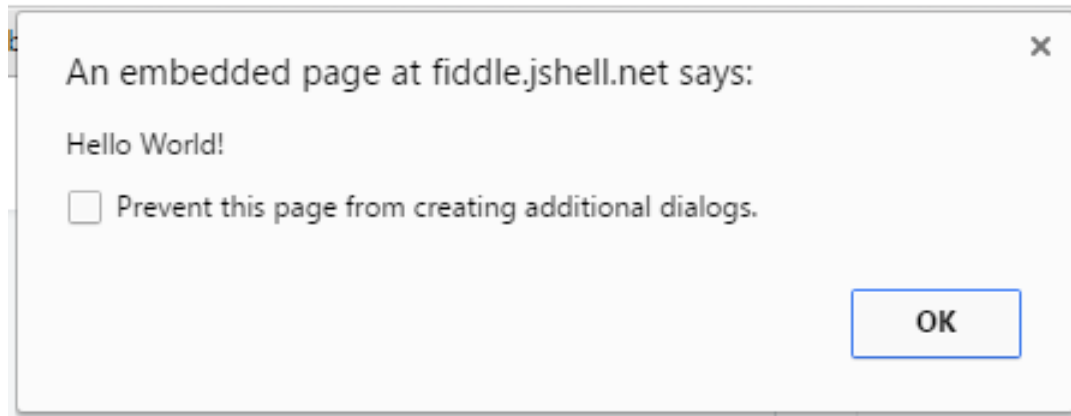 An embedded page at fiddle.jshell.net says:
Hello World!
Prevent this page from creating additional dialogs.
OK